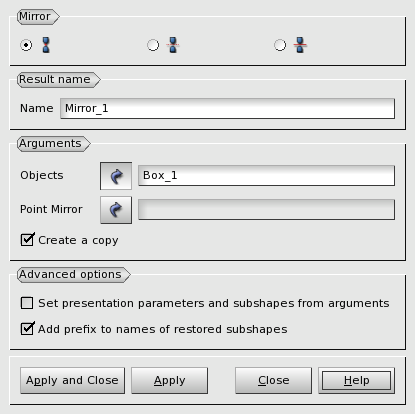 Mirror
Result name
Name Mirror_1
Arguments
Objects Box_1
Point Mirror
Create a copy
Advanced options
Set presentation parameters and subshapes from arguments
Add prefix to names of restored subshapes
Apply and Close Apply Close Help